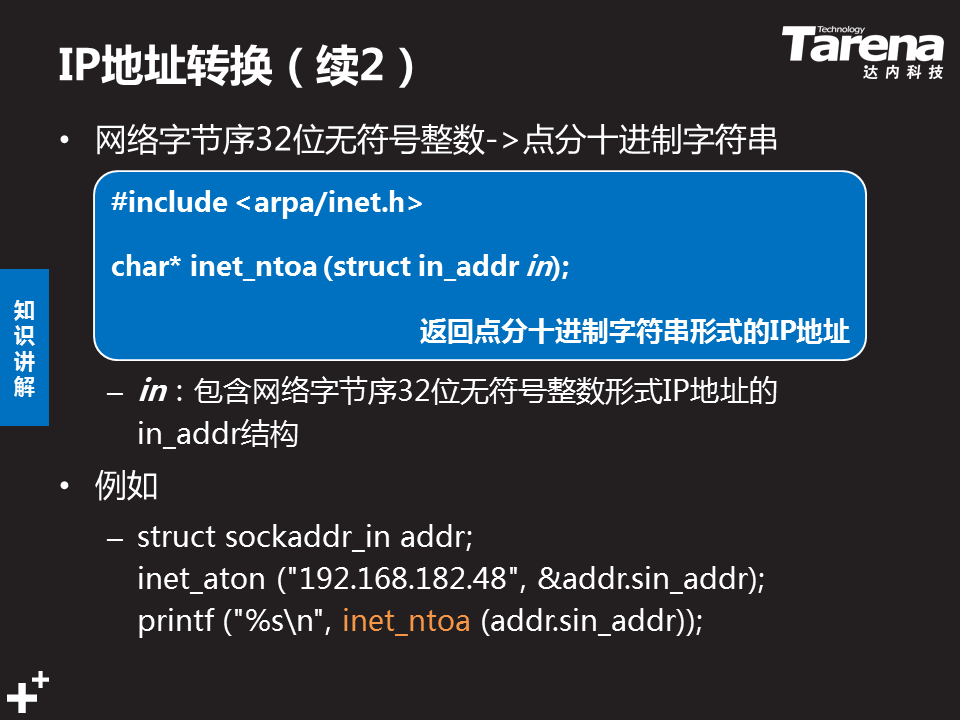 IP地址转换（续2）
Technology
Tarena
达内科技
• 网络字节序32位无符号整数->点分十进制字符串
#include <arpa/inet.h>
char* inet_ntoa (struct in_addr in);
返回点分十进制字符串形式的IP地址
知识讲解
– in：包含网络字节序32位无符号整数形式IP地址的
in_addr结构
• 例如
– struct sockaddr_in addr;
inet_aton ("192.168.182.48", &addr.sin_addr);
printf ("%s\n", inet_ntoa (addr.sin_addr));